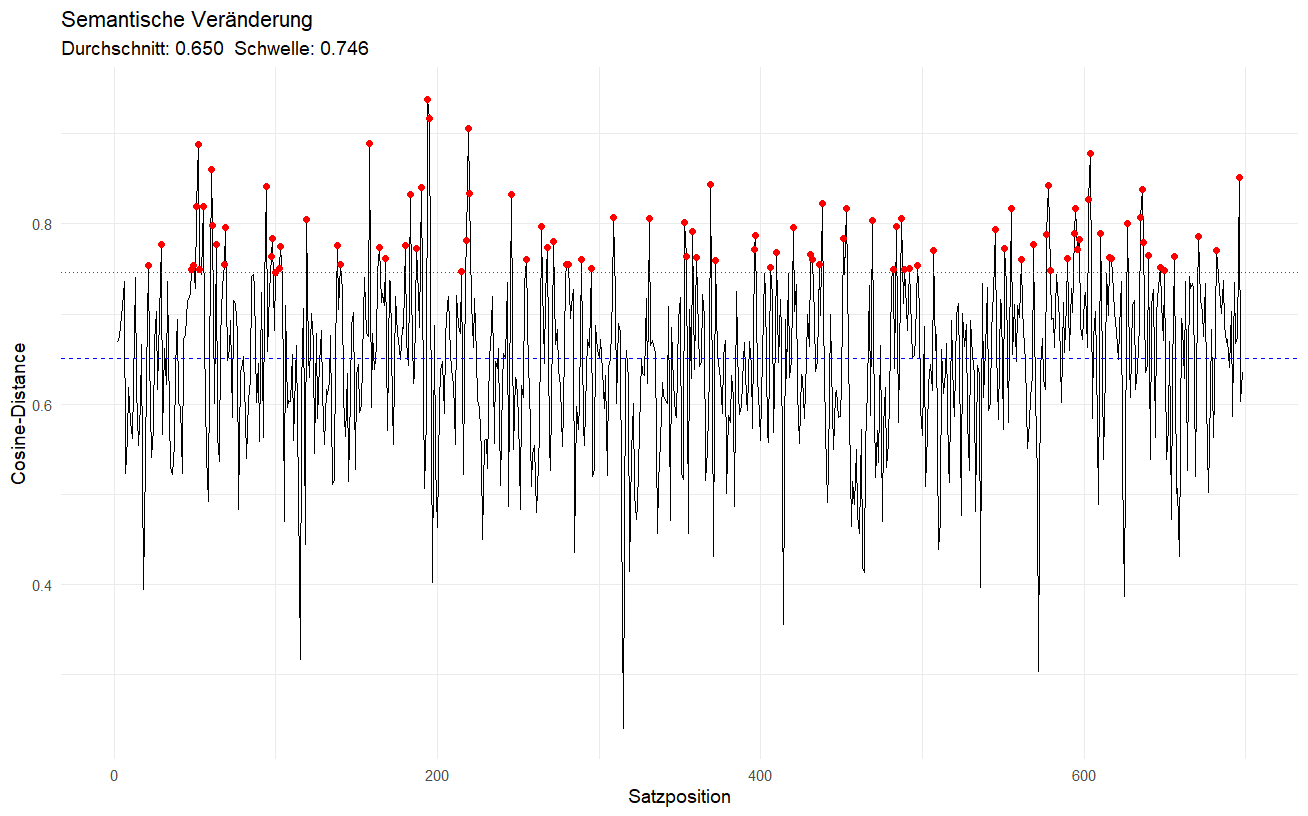 Semantische Veränderung
Durchschnitt: 0.650  Schwelle: 0.746
Cosine-Distance
0.8
0.6
0.4
0
200
400
600
Satzposition